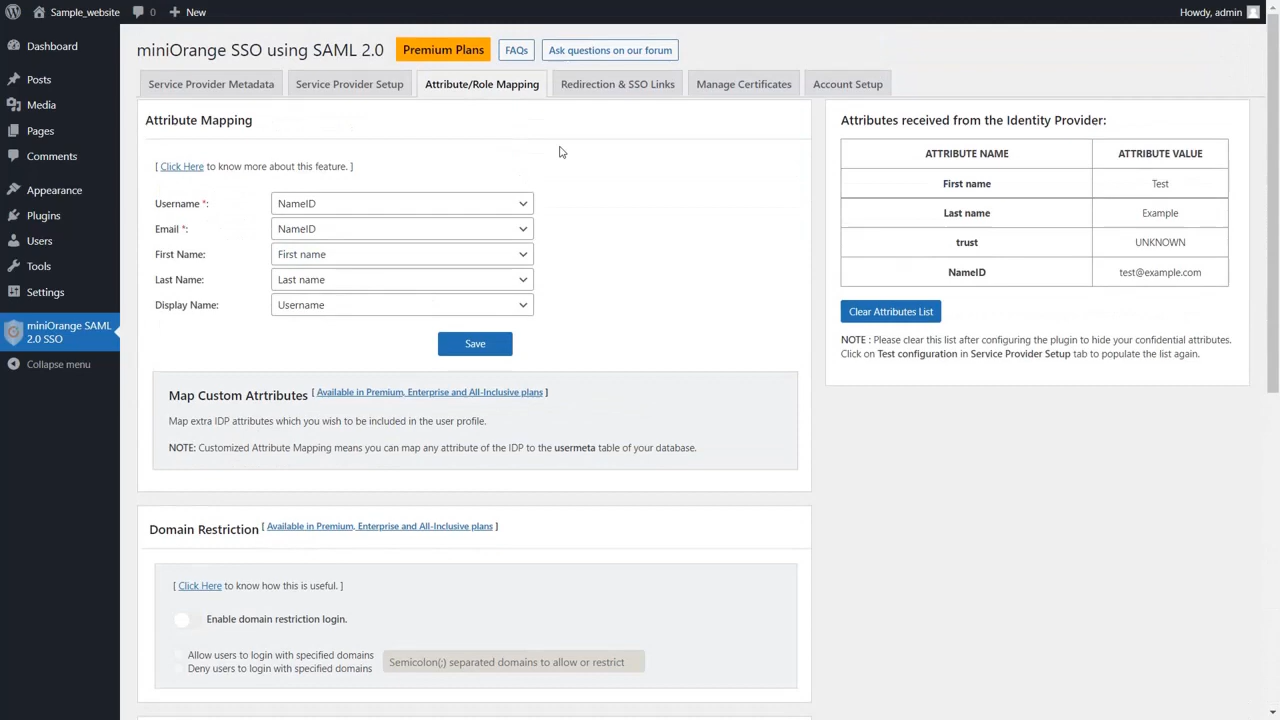 Sample_website
0
New
Howdy, admin
Dashboard
Posts
Media
Pages
Comments
Appearance
Plugins
Users
Tools
Settings
miniOrange SAML
2.0 SSO
Collapse menu
miniOrange SSO using SAML 2.0
Premium Plans
FAQs
Ask questions on our forum
Service Provider Metadata
Service Provider Setup
Attribute/Role Mapping
Redirection & SSO Links
Manage Certificates
Account Setup
Attribute Mapping
[ Click Here to know more about this feature. ]
Username *: NameID
Email *: NameID
First Name: First name
Last Name: Last name
Display Name: Username
Save
Map Custom Atrtributes [ Available in Premium, Enterprise and All-Inclusive plans ]
Map extra IDP attributes which you wish to be included in the user profile.
NOTE: Customized Attribute Mapping means you can map any attribute of the IDP to the usermeta table of your database.
Domain Restriction [ Available in Premium, Enterprise and All-Inclusive plans ]
[ Click Here to know how this is useful. ]
Enable domain restriction login.
Allow users to login with specified domains
Deny users to login with specified domains
Semicolon(;) separated domains to allow or restrict
Attributes received from the Identity Provider:
ATTRIBUTE NAME ATTRIBUTE VALUE
First name Test
Last name Example
trust UNKNOWN
NameID test@example.com
Clear Attributes List
NOTE : Please clear this list after configuring the plugin to hide your confidential attributes.
Click on Test configuration in Service Provider Setup tab to populate the list again.